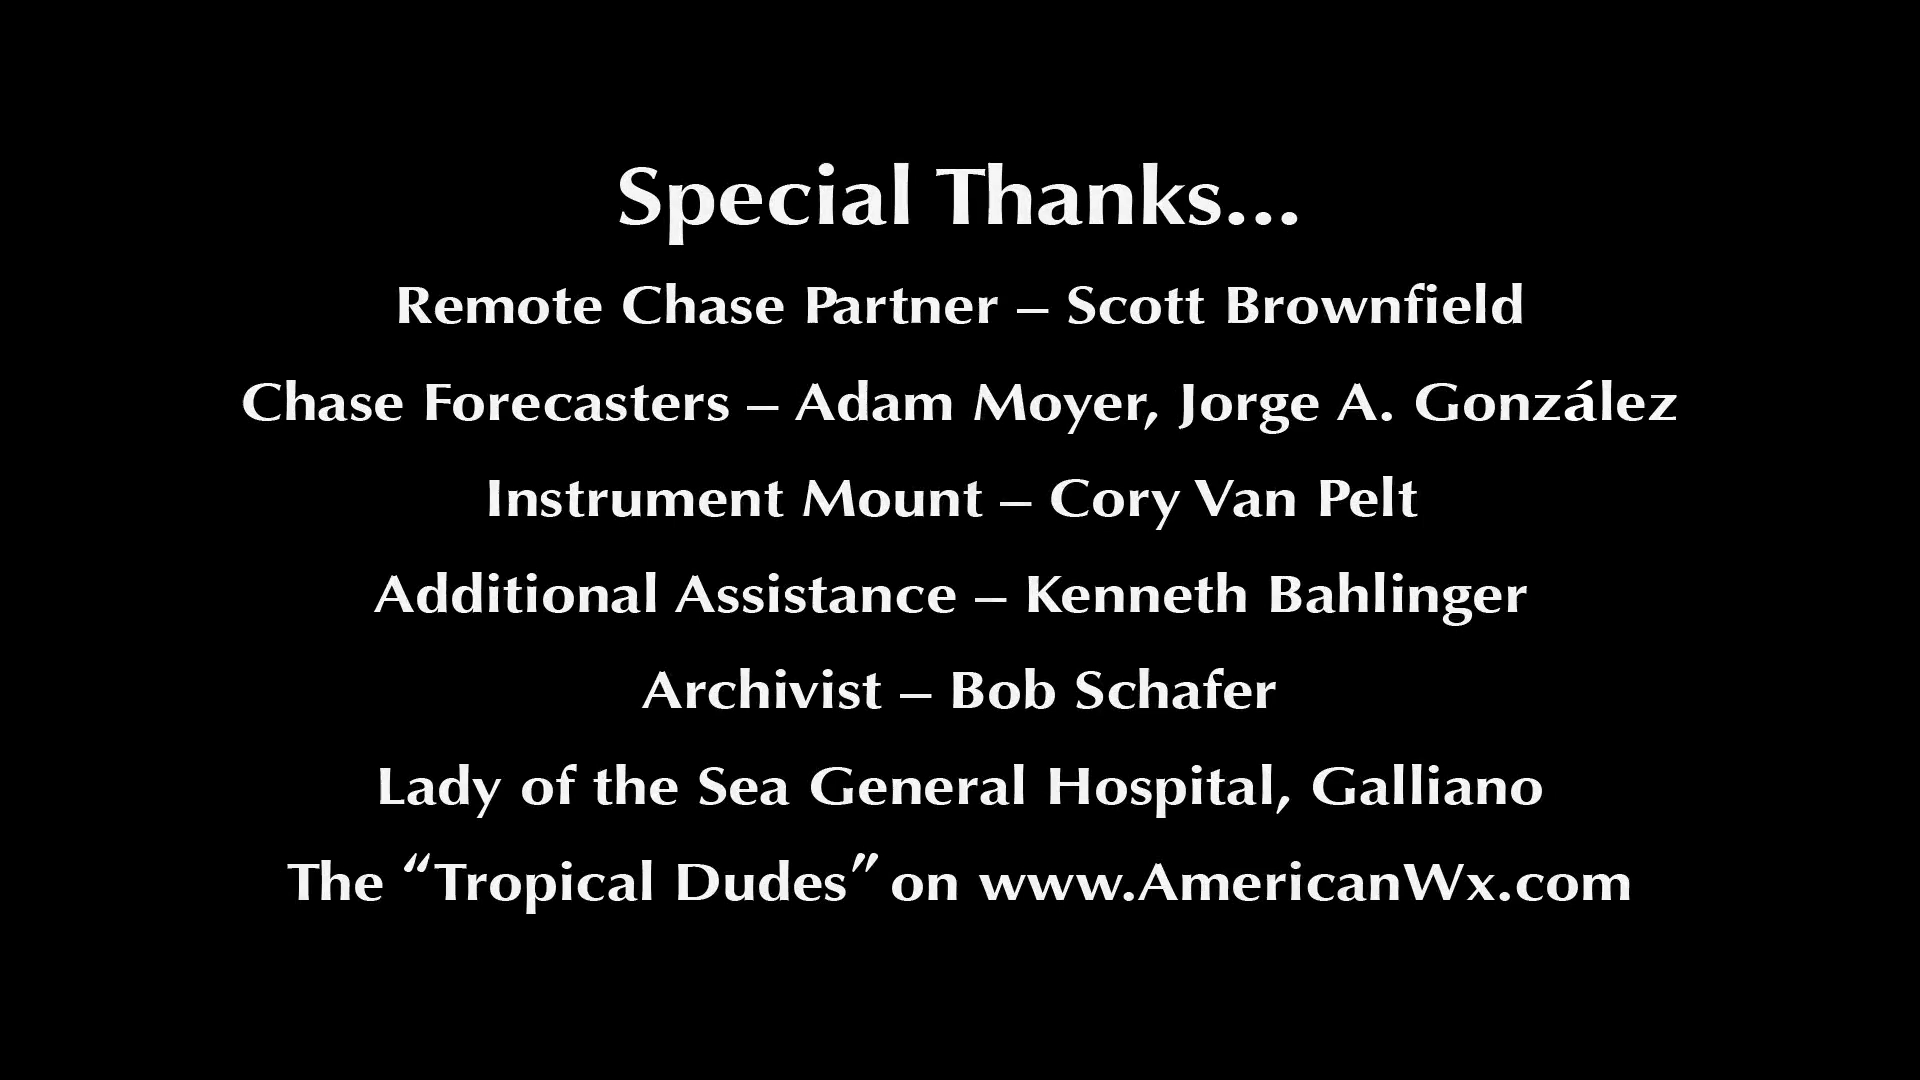 Special Thanks...
Remote Chase Partner – Scott Brownfield
Chase Forecasters – Adam Moyer, Jorge A. González
Instrument Mount – Cory Van Pelt
Additional Assistance – Kenneth Bahlinger
Archivist – Bob Schafer
Lady of the Sea General Hospital, Galliano
The “Tropical Dudes” on www.AmericanWx.com